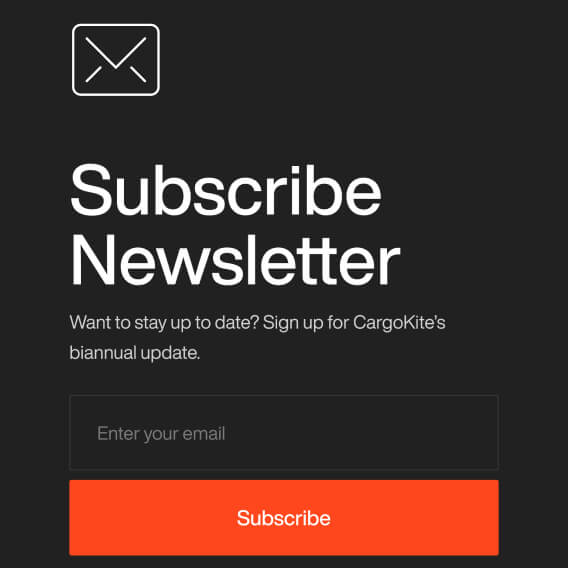 Subscribe
Newsletter
Want to stay up to date? Sign up for CargoKite's
biannual update.
Enter your email
Subscribe